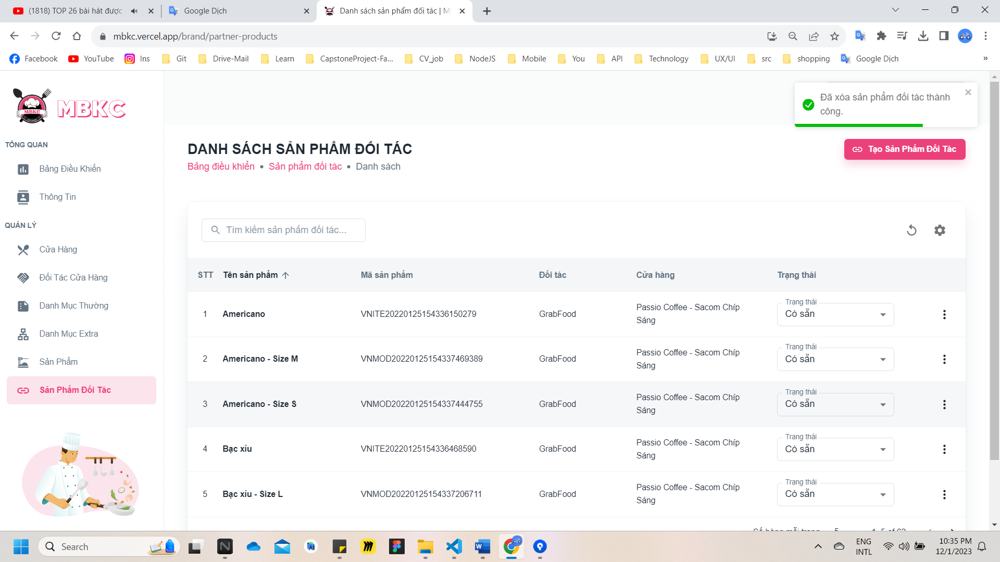 (1818) TOP 26 bài hát được
Google Dịch
Danh sách sản phẩm đối tác | M
mbkc.vercel.app/brand/partner-products
Facebook
YouTube
Ins
Git
Drive-Mail
Learn
CapstoneProject-Fa...
CV_job
NodeJS
Mobile
You
API
Technology
UX/UI
src
shopping
Google Dịch
»
MBKC
MBKC
Đã xóa sản phẩm đối tác thành
công.
TỔNG QUAN
Bảng Điều Khiển
Thông Tin
QUẢN LÝ
Cửa Hàng
Đối Tác Cửa Hàng
Danh Mục Thường
Danh Mục Extra
Sản Phẩm
Sản Phẩm Đối Tác
DANH SÁCH SẢN PHẨM ĐỐI TÁC
Bảng điều khiển • Sản phẩm đối tác • Danh sách
Tạo Sản Phẩm Đối Tác
Tìm kiếm sản phẩm đối tác...
STT Tên sản phẩm Mã sản phẩm Đối tác Cửa hàng Trạng thái
Trạng thái
1 Americano VNITE20220125154336150279 GrabFood Passio Coffee - Sacom Chíp Sáng Có sẵn
Trạng thái
2 Americano - Size M VNMOD20220125154337469389 GrabFood Passio Coffee - Sacom Chíp Sáng Có sẵn
Trạng thái
3 Americano - Size S VNMOD20220125154337444755 GrabFood Passio Coffee - Sacom Chíp Sáng Có sẵn
Trạng thái
4 Bạc xỉu VNITE20220125154336468590 GrabFood Passio Coffee - Sacom Chíp Sáng Có sẵn
Trạng thái
5 Bạc xỉu - Size L VNMOD20220125154337206711 GrabFood Passio Coffee - Sacom Chíp Sáng Có sẵn
Số hàng mỗi trang 5
Search
ENG
INTL
10:35 PM
12/1/2023